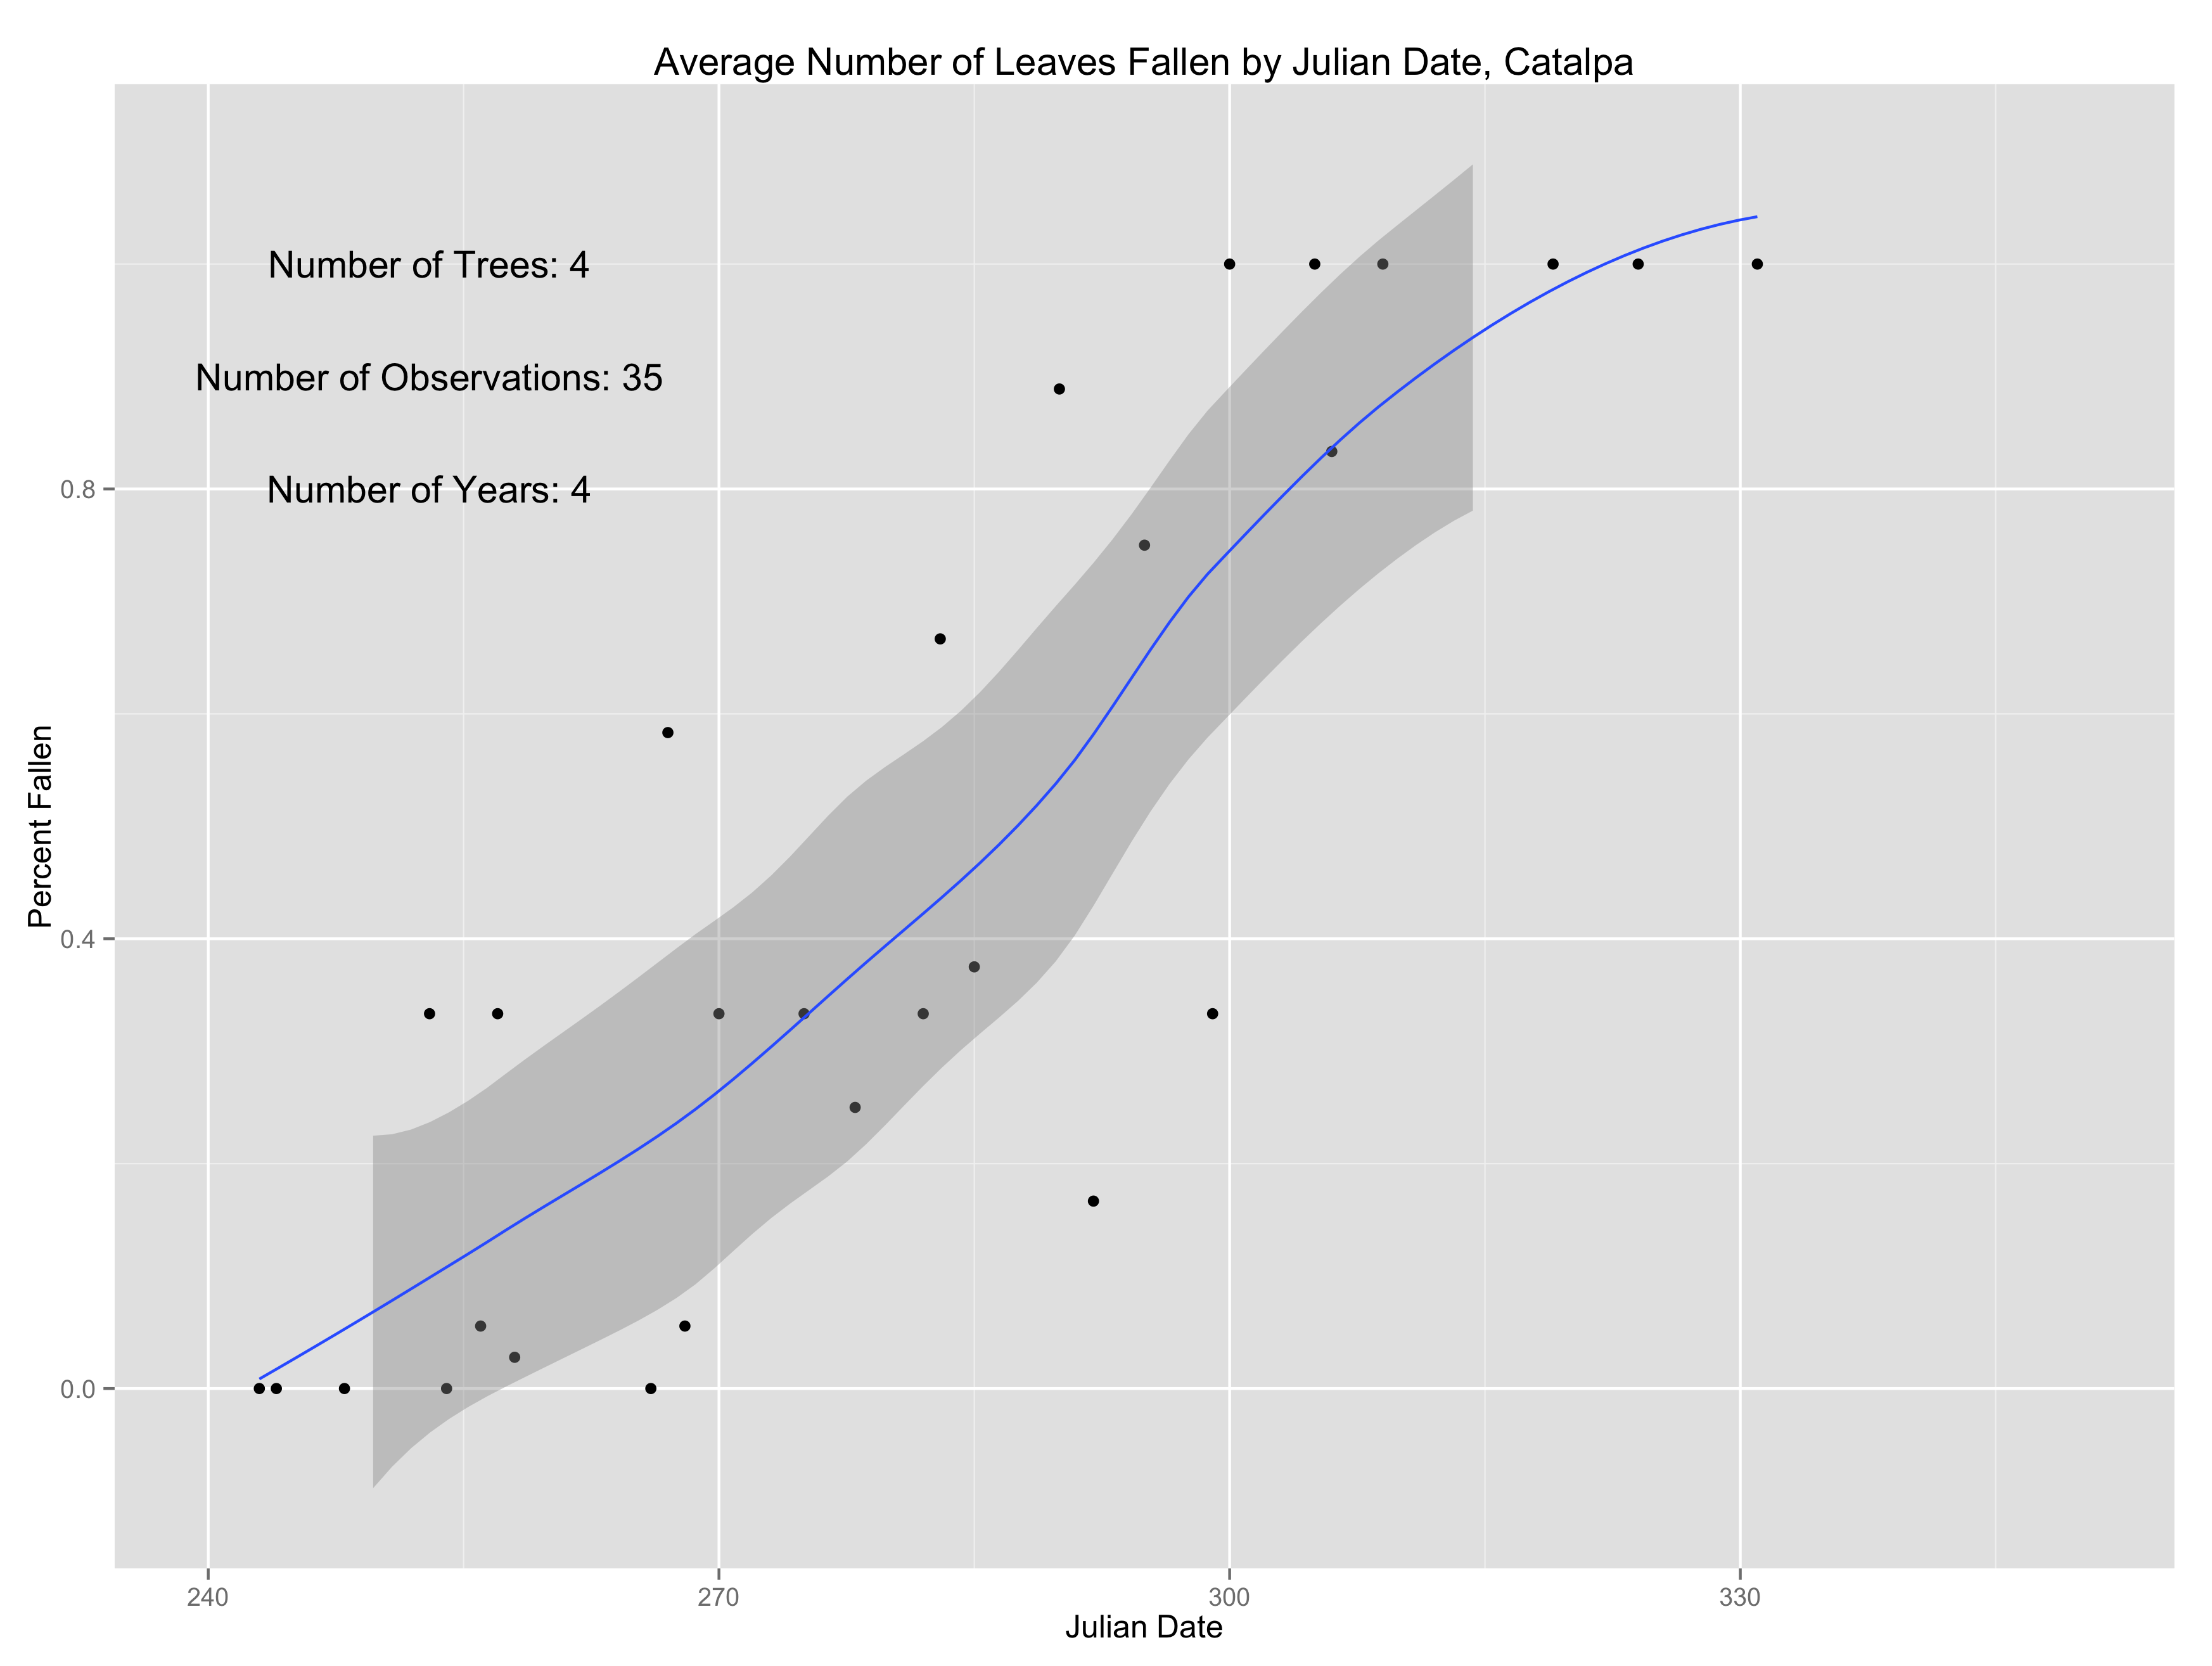 Average Number of Leaves Fallen by Julian Date, Catalpa
Number of Trees: 4
Number of Observations: 35
Number of Years: 4
0.8
0.4
0.0
Percent Fallen
240
270
300
330
Julian Date